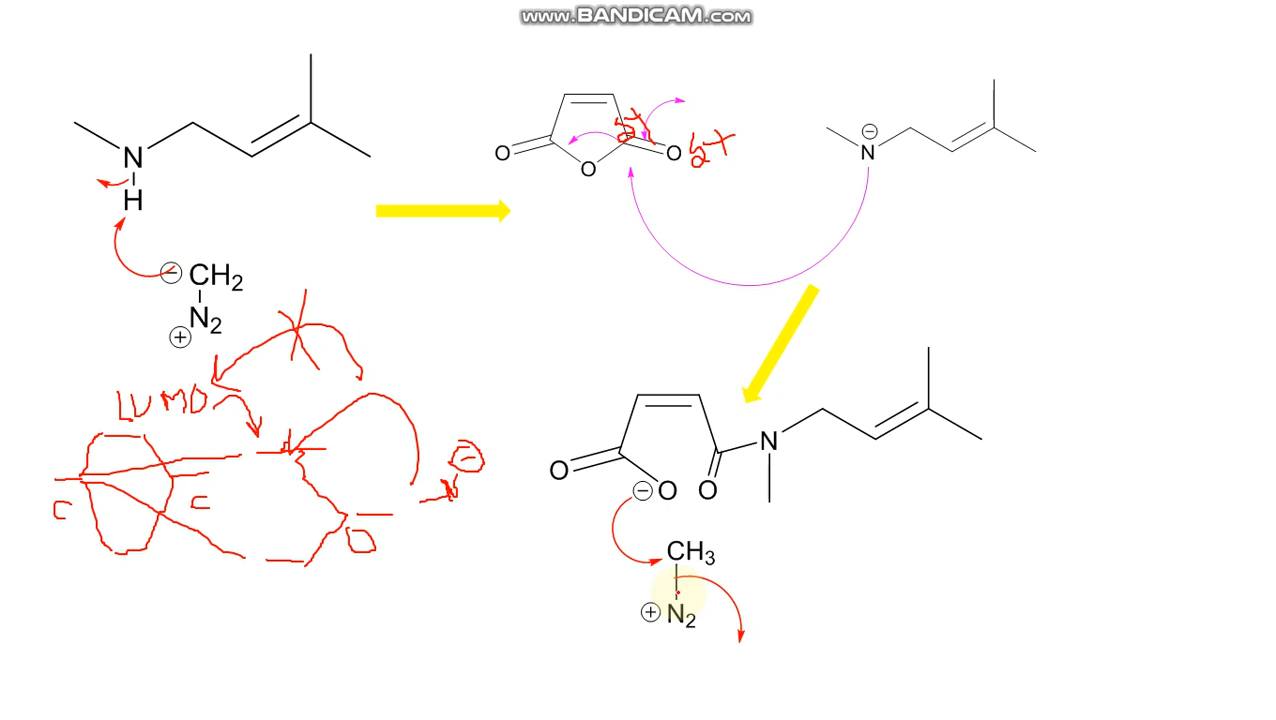 www.BANDICAM.com
N
H
⊖ CH2
N2
⊕
O
O
O
δ+
δ+
⊖
N
LUMO
C
C
O
N
⊖
O
⊖ O
O
N
CH3
⊕ N2